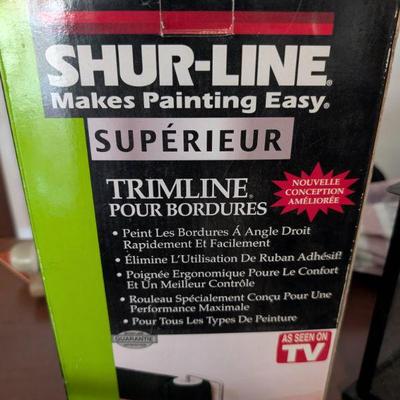 SHUR-LINE®
Makes Painting Easy®
SUPÉRIEUR
TRIMLINE®
POUR BORDURES
NOUVELLE
CONCEPTION
AMÉLIORÉE
• Peint Les Bordures Á Angle Droit
Rapidement Et Facilement
• Élimine L'Utilisation De Ruban Adhésif!
• Poignée Ergonomique Poure Le Confort
Et Un Meilleur Contrôle
• Rouleau Spécialement Conçu Pour Une
Performance Maximale
• Pour Tous Les Types De Peinture
GUARANTIE
AS SEEN ON
TV